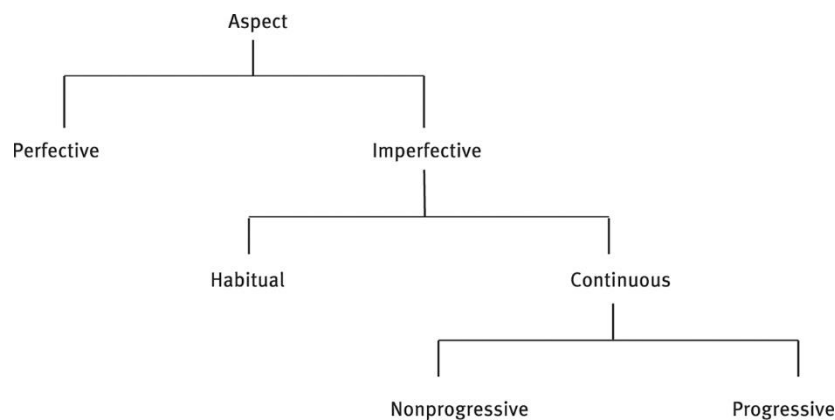 Aspect
Perfective Imperfective
Habitual Continuous
Nonprogressive Progressive